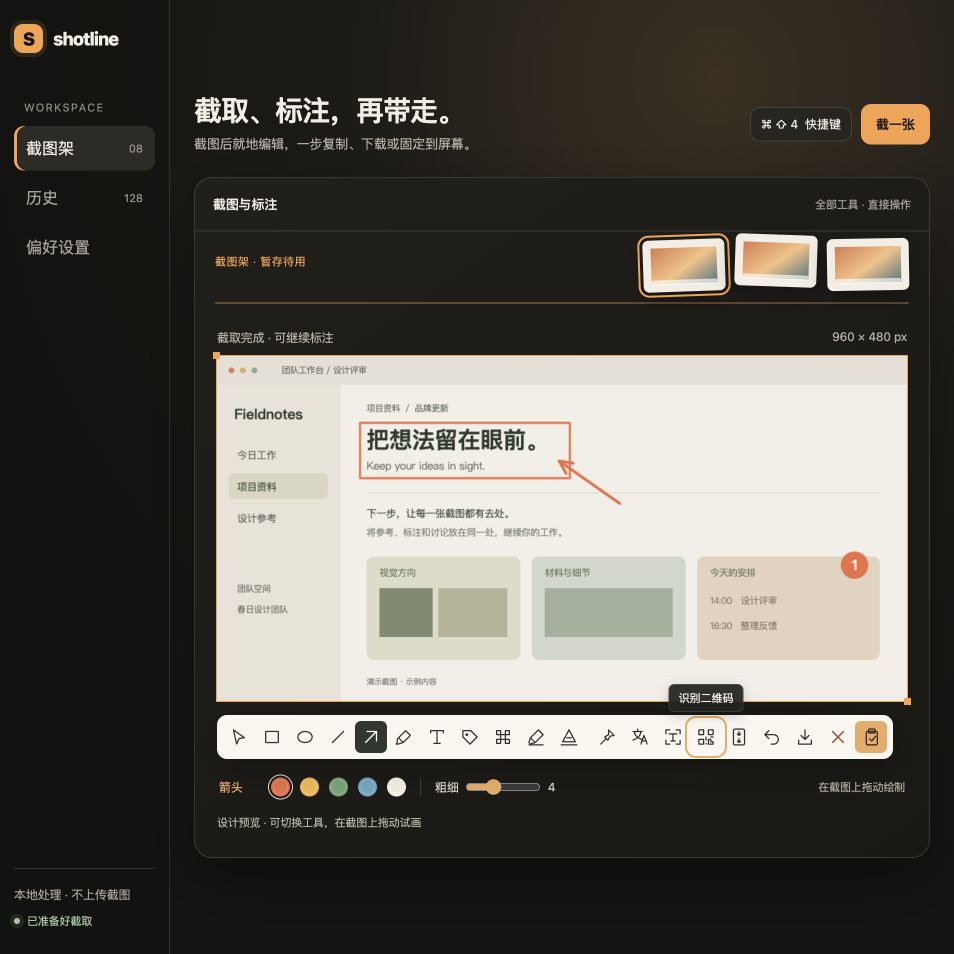 S shotline
WORKSPACE
截图架 08
历史 128
偏好设置
本地处理 · 不上传截图
已准备好截取
截取、标注，再带走。
截图后就地编辑，一步复制、下载或固定到屏幕。
⌘ ⇧ 4 快捷键
截一张
截图与标注
全部工具 · 直接操作
截图架 · 暂存待用
截取完成 · 可继续标注
960 × 480 px
团队工作台 / 设计评审
Fieldnotes
今日工作
项目资料
设计参考
团队空间
春日设计团队
项目资料 / 品牌更新
把想法留在眼前。
Keep your ideas in sight.
下一步，让每一张截图都有去处。
将参考、标注和讨论放在同一处，继续你的工作。
视觉方向
材料与细节
今天的安排
1
14:00 设计评审
16:30 整理反馈
演示截图 · 示例内容
识别二维码
箭头
粗细
4
在截图上拖动绘制
设计预览 · 可切换工具，在截图上拖动试画